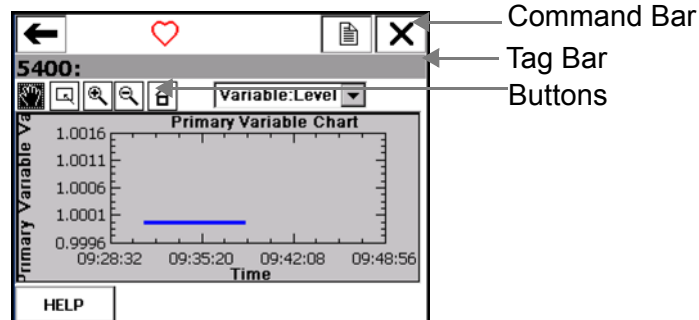 Command Bar
5400:
Tag Bar
Variable:Level
Buttons
Primary Variable Chart
Primary Variable Va
1.0016
1.0011
1.0006
1.0001
0.9996
09:28:32 09:35:20 09:42:08 09:48:56
Time
HELP